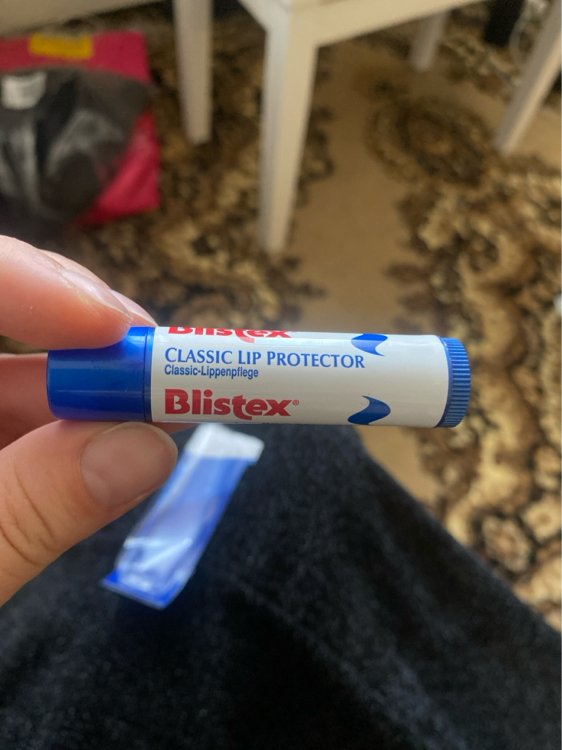 Blistex
CLASSIC LIP PROTECTOR
Classic-Lippenpflege
Blistex®